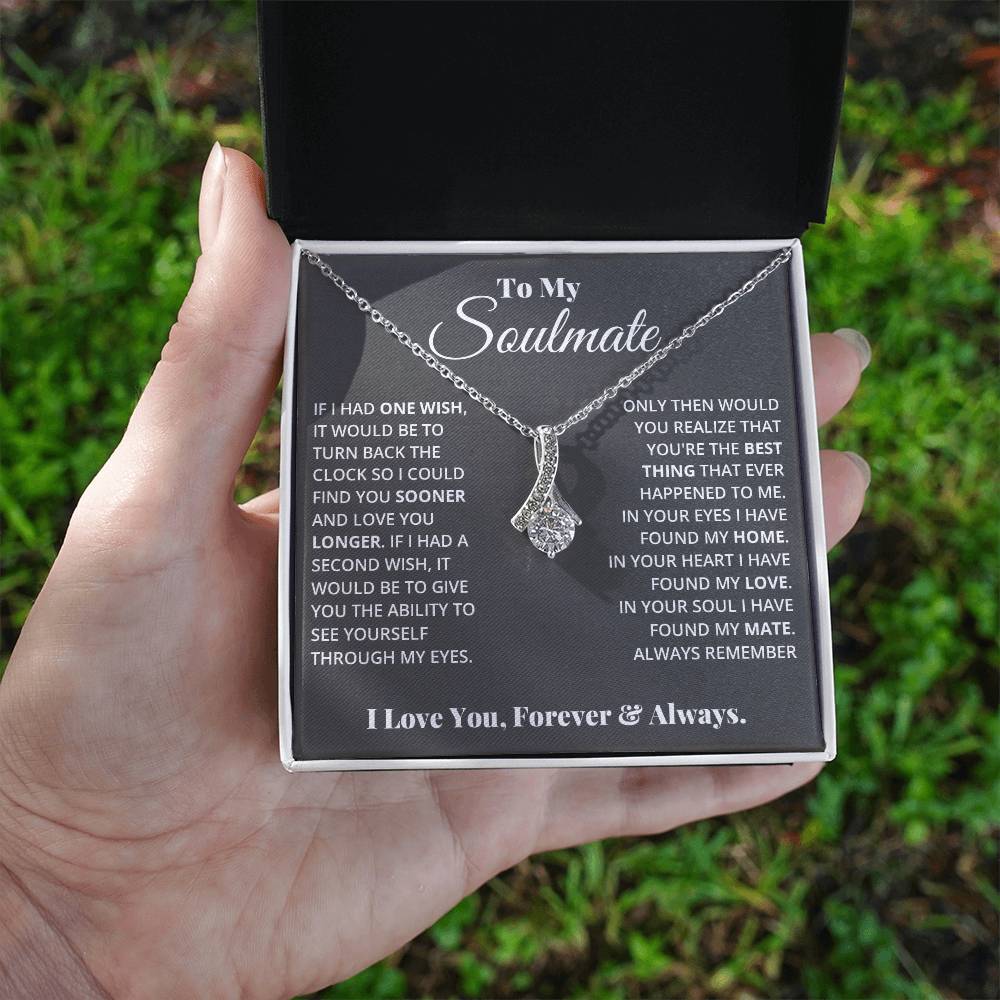 To My
Soulmate
IF I HAD ONE WISH,
IT WOULD BE TO
TURN BACK THE
CLOCK SO I COULD
FIND YOU SOONER
AND LOVE YOU
LONGER. IF I HAD A
SECOND WISH, IT
WOULD BE TO GIVE
YOU THE ABILITY TO
SEE YOURSELF
THROUGH MY EYES.
ONLY THEN WOULD
YOU REALIZE THAT
YOU'RE THE BEST
THING THAT EVER
HAPPENED TO ME.
IN YOUR EYES I HAVE
FOUND MY HOME.
IN YOUR HEART I HAVE
FOUND MY LOVE.
IN YOUR SOUL I HAVE
FOUND MY MATE.
ALWAYS REMEMBER
I Love You, Forever & Always.